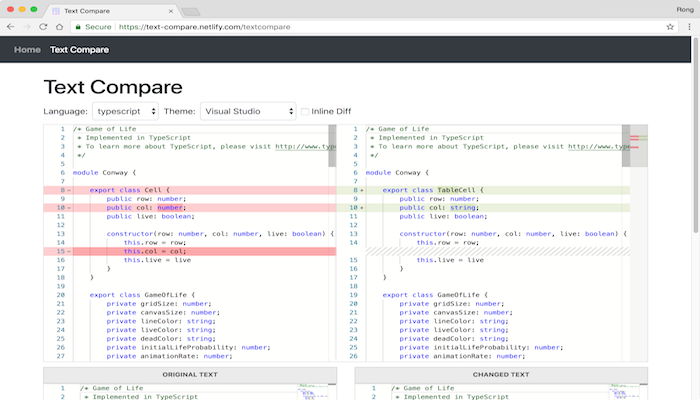 Text Compare
Rong
Secure https://text-compare.netlify.com/textcompare
Home Text Compare
Text Compare
Language: typescript Theme: Visual Studio Inline Diff
1 /* Game of Life
2 * Implemented in TypeScript
3 * To learn more about TypeScript, please visit http://www.typ
4 */
5
6 module Conway {
7
8 - export class Cell {
9 public row: number;
10 - public col: number;
11 public live: boolean;
12
13 constructor(row: number, col: number, live: boolean) {
14 this.row = row;
15 - this.col = col;
16 this.live = live
17 }
18 }
19
20 export class GameOfLife {
21 private gridSize: number;
22 private canvasSize: number;
23 private lineColor: string;
24 private liveColor: string;
25 private deadColor: string;
26 private initialLifeProbability: number;
27 private animationRate: number;
1 /* Game of Life
2 * Implemented in TypeScript
3 * To learn more about TypeScript, please visit http://www.type
4 */
5
6 module Conway {
7
8 + export class TableCell {
9 public row: number;
10 + public col: string;
11 public live: boolean;
12
13 constructor(row: number, col: number, live: boolean) {
14 this.row = row;
15 this.live = live
16 }
17 }
18
19 export class GameOfLife {
20 private gridSize: number;
21 private canvasSize: number;
22 private lineColor: string;
23 private liveColor: string;
24 private deadColor: string;
25 private initialLifeProbability: number;
26 private animationRate: number;
ORIGINAL TEXT
1 /* Game of Life
2 * Implemented in TypeScript
CHANGED TEXT
1 /* Game of Life
2 * Implemented in TypeScript